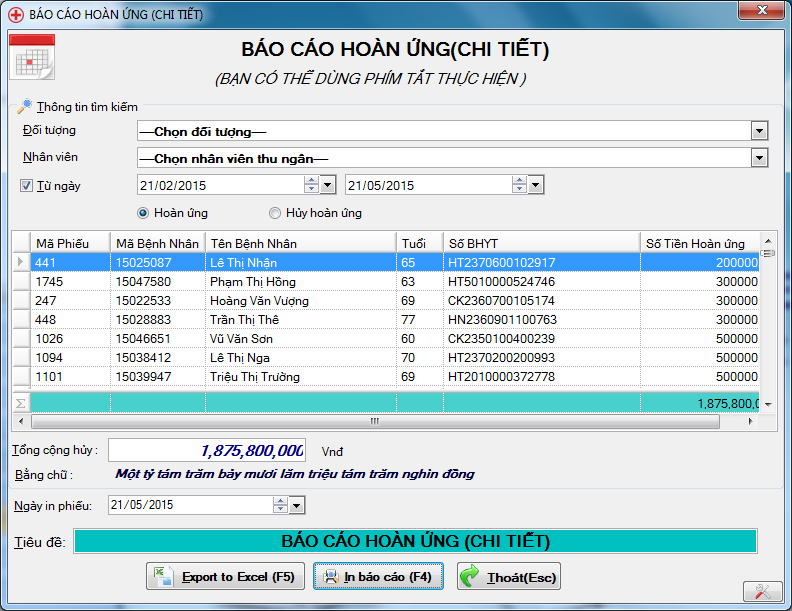 BÁO CÁO HOÀN ỨNG (CHI TIẾT)
BÁO CÁO HOÀN ỨNG(CHI TIẾT)
(BẠN CÓ THỂ DÙNG PHÍM TẮT THỰC HIỆN )
Thông tin tìm kiếm
Đối tượng —Chọn đối tượng—
Nhân viên —Chọn nhân viên thu ngân—
Từ ngày 21/02/2015 21/05/2015
Hoàn ứng Hủy hoàn ứng
Mã Phiếu Mã Bệnh Nhân Tên Bệnh Nhân Tuổi Số BHYT Số Tiền Hoàn ứng
441 15025087 Lê Thị Nhận 65 HT2370600102917 200000
1745 15047580 Phạm Thị Hồng 63 HT5010000524746 300000
247 15022533 Hoàng Văn Vượng 69 CK2360700105174 300000
448 15028883 Trần Thị Thê 77 HN2360901100763 300000
1026 15046651 Vũ Văn Sơn 60 CK2350100400239 500000
1094 15038412 Lê Thị Nga 70 HT2370200200993 500000
1101 15039947 Triệu Thị Trường 69 HT2010000372778 500000
Σ 1,875,800,0
Tổng cộng hủy : 1,875,800,000 Vnđ
Bằng chữ : Một tỷ tám trăm bảy mươi lăm triệu tám trăm nghìn đồng
Ngày in phiếu: 21/05/2015
Tiêu đề: BÁO CÁO HOÀN ỨNG (CHI TIẾT)
Export to Excel (F5) In báo cáo (F4) Thoát(Esc)